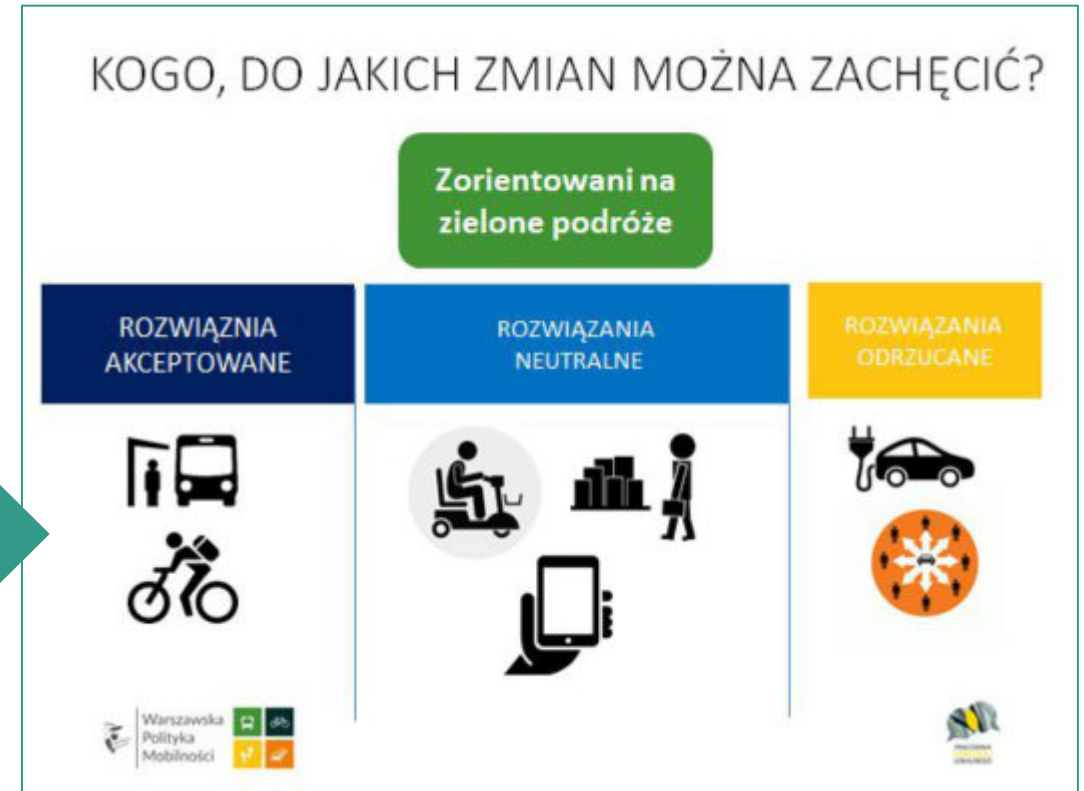 KOGO, DO JAKICH ZMIAN MOŻNA ZACHĘCIĆ?
Zorientowani na
zielone podróże
ROZWIĄZNIA
AKCEPTOWANE
ROZWIĄZANIA
NEUTRALNE
ROZWIĄZANIA
ODRZUCANE
Warszawska
Polityka
Mobilności
PRACOWNIA